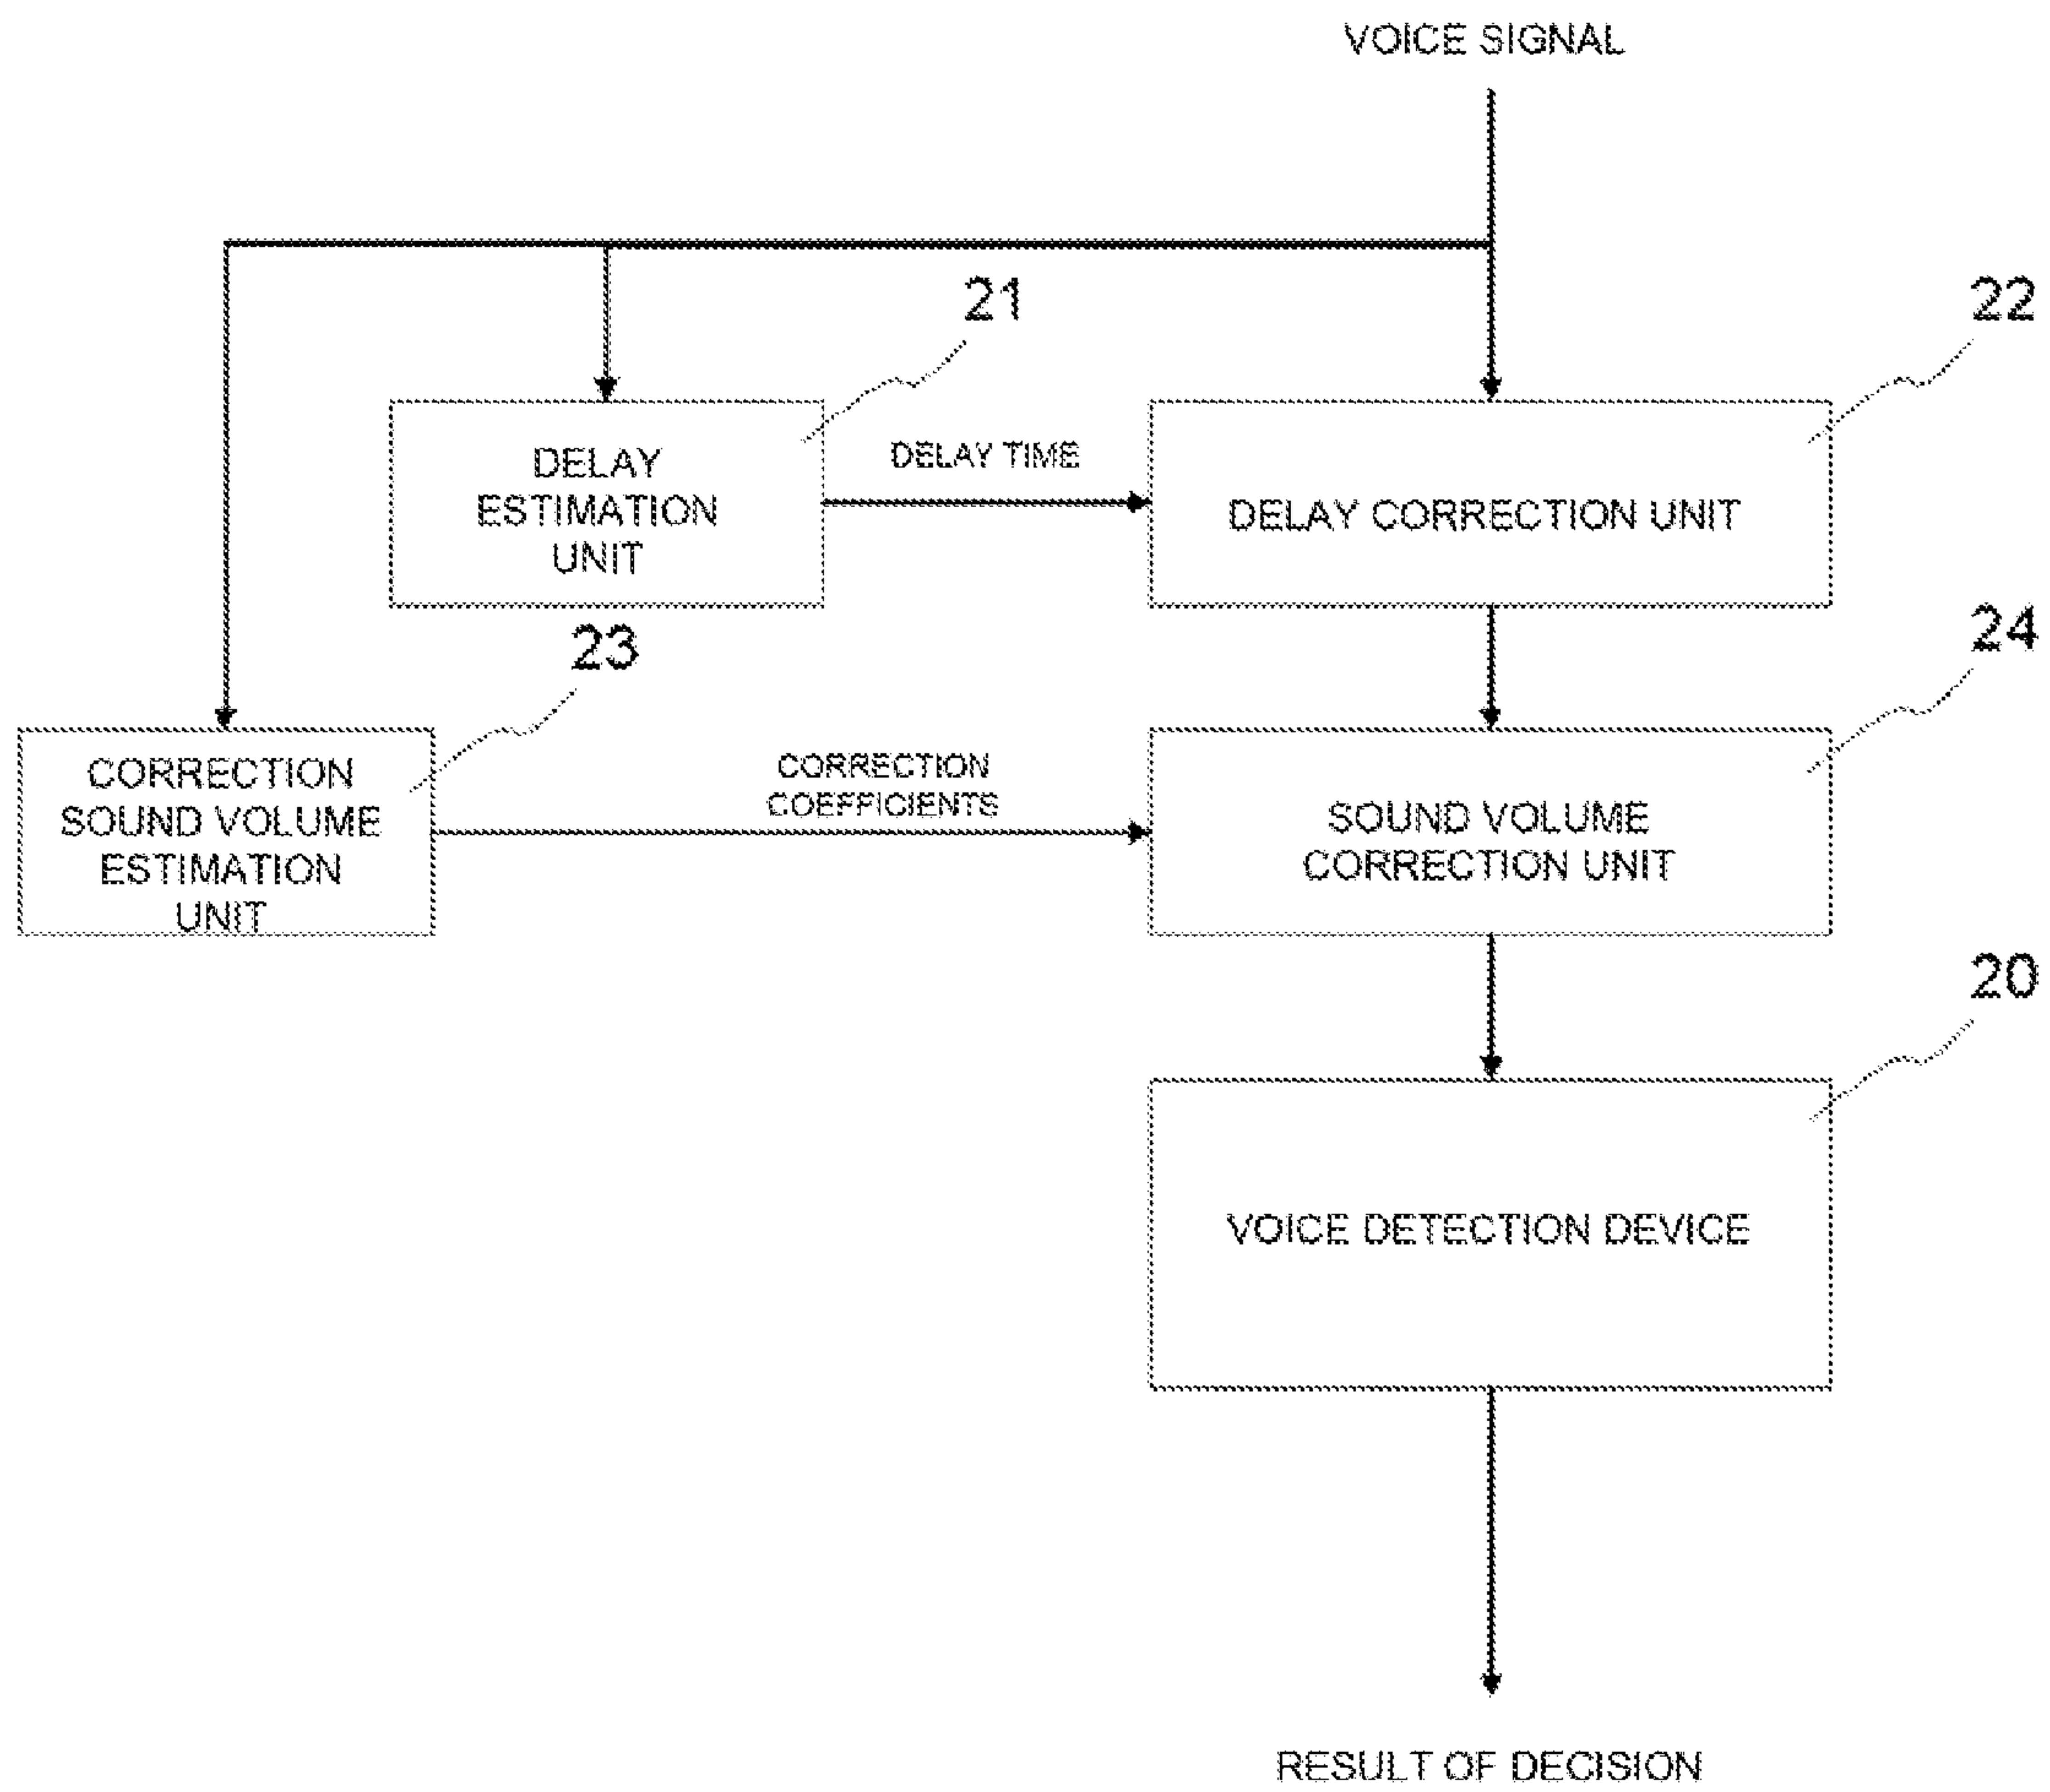 VOICE SIGNAL
21
22
DELAY
ESTIMATION
UNIT
DELAY TIME
DELAY CORRECTION UNIT
23
24
CORRECTION
SOUND VOLUME
ESTIMATION
UNIT
CORRECTION
COEFFICIENTS
SOUND VOLUME
CORRECTION UNIT
20
VOICE DETECTION DEVICE
RESULT OF DECISION